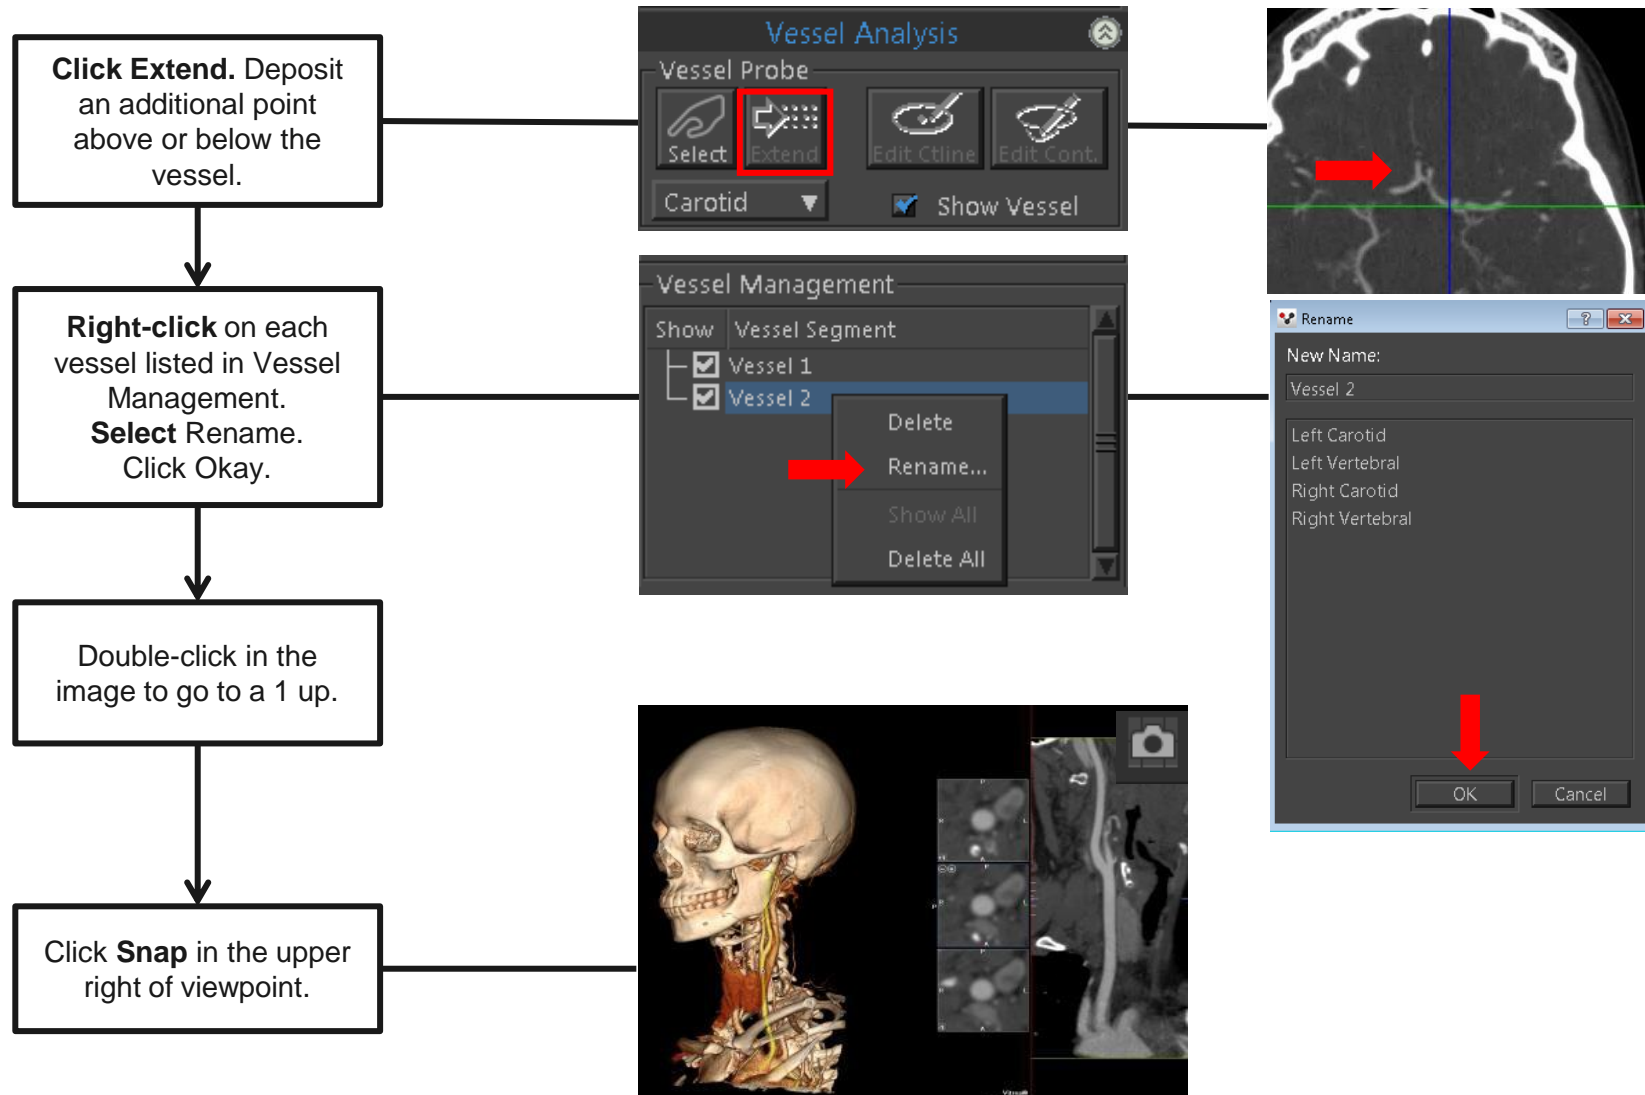 Click Extend. Deposit
an additional point
above or below the
vessel.
Vessel Analysis
Vessel Probe
Select
Extend
Edit Ctline
Edit Cont.
Carotid
Show Vessel
Right-click on each
vessel listed in Vessel
Management.
Select Rename.
Click Okay.
Vessel Management
Show Vessel Segment
Vessel 1
Vessel 2
Delete
Rename...
Show All
Delete All
Rename
New Name:
Vessel 2
Left Carotid
Left Vertebral
Right Carotid
Right Vertebral
OK
Cancel
Double-click in the
image to go to a 1 up.
Click Snap in the upper
right of viewpoint.